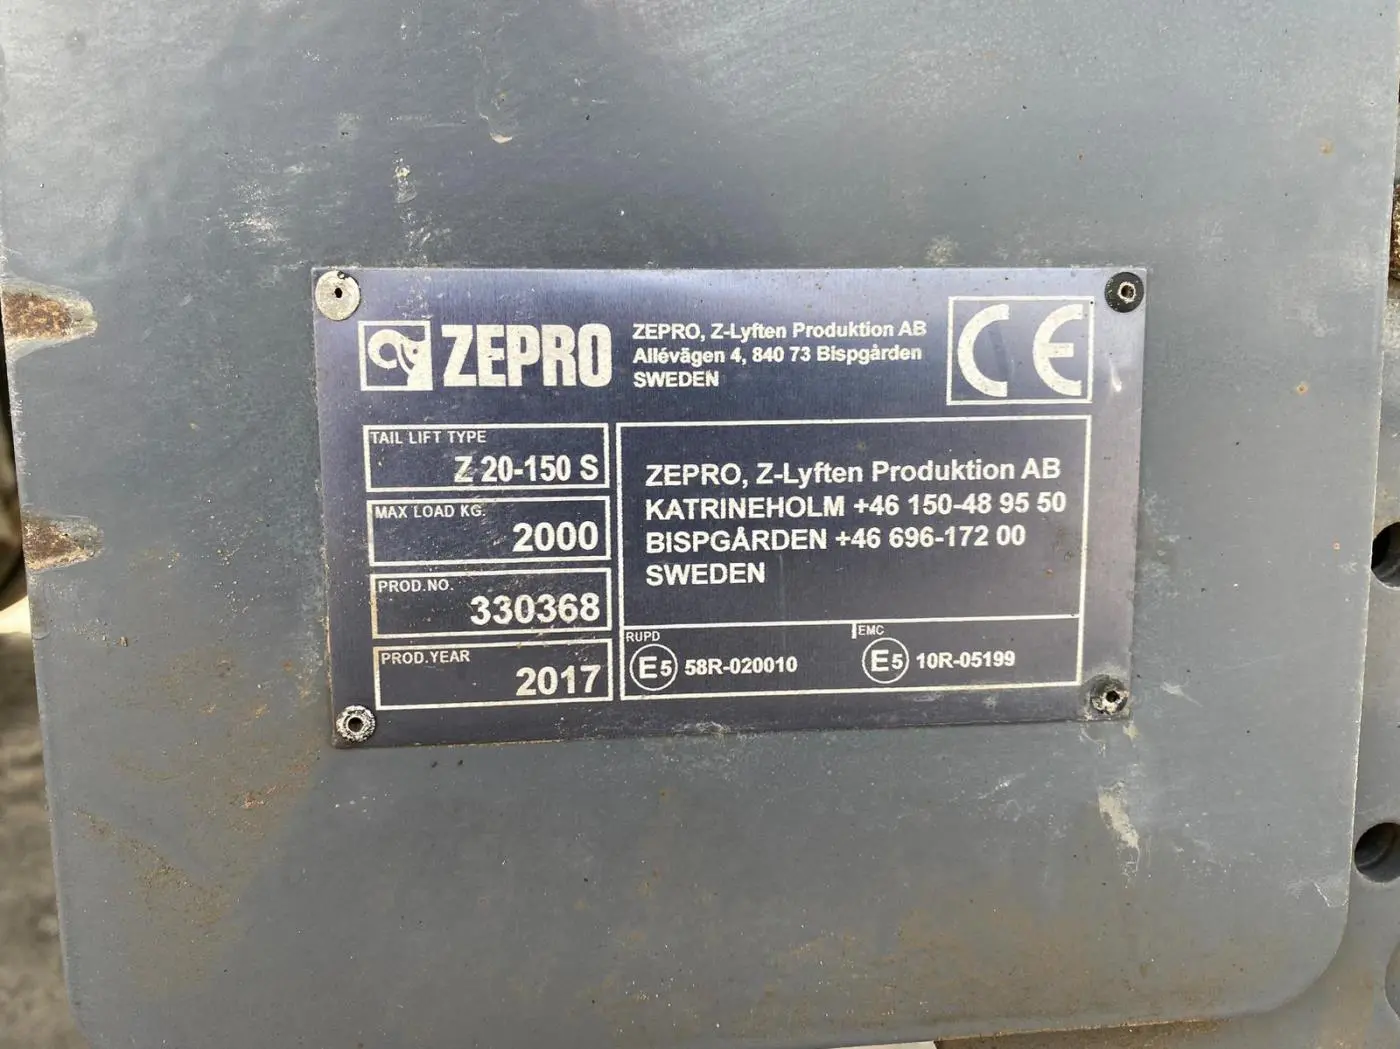 ZEPRO
ZEPRO, Z-Lyften Produktion AB
Allévägen 4, 840 73 Bispgården
SWEDEN
CE
TAIL LIFT TYPE
Z 20-150 S
MAX LOAD KG.
2000
PROD.NO.
330368
PROD.YEAR
2017
ZEPRO, Z-Lyften Produktion AB
KATRINEHOLM +46 150-48 95 50
BISPGÅRDEN +46 696-172 00
SWEDEN
RUPD
E5 58R-020010
EMC
E5 10R-05199